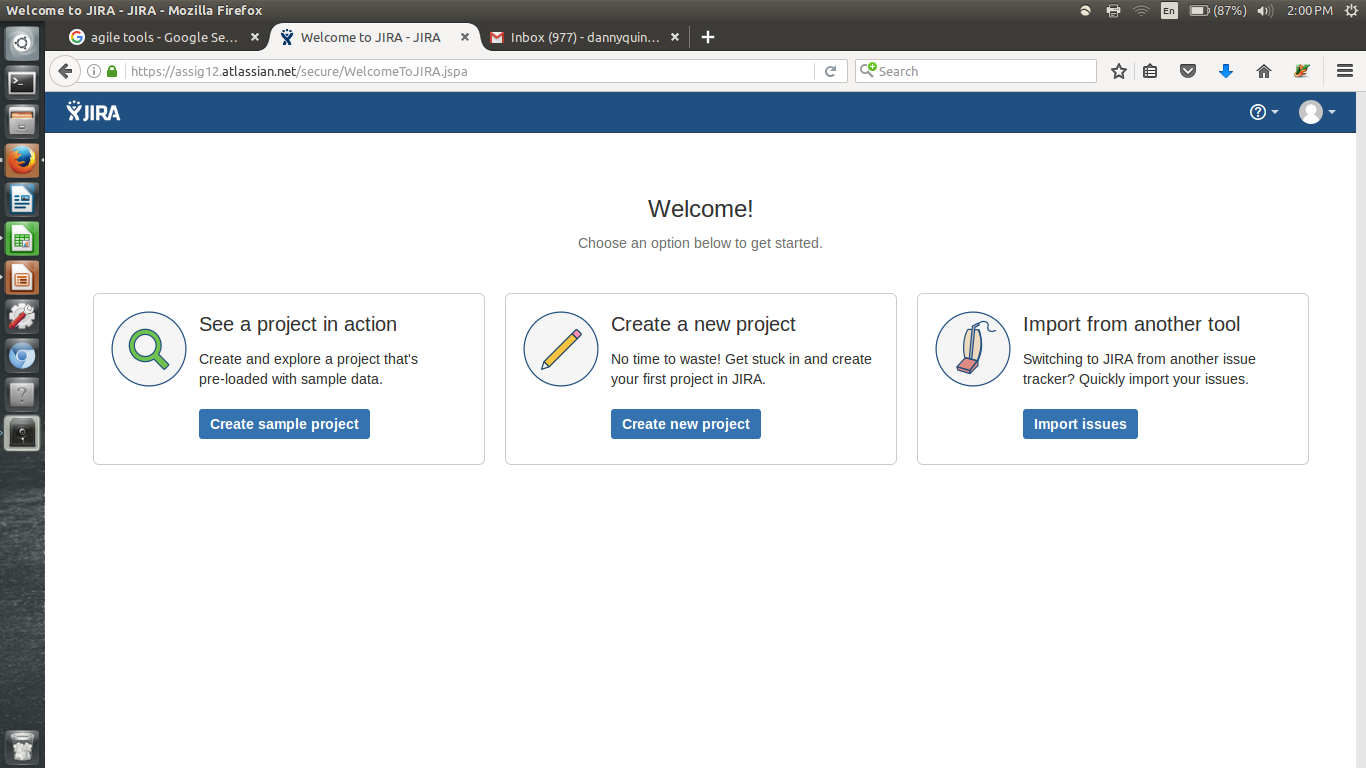 Welcome to JIRA - JIRA - Mozilla Firefox
En
(87%)
2:00 PM
agile tools - Google Se...
Welcome to JIRA - JIRA
Inbox (977) - dannyquin...
https://assig12.atlassian.net/secure/WelcomeToJIRA.jspa
Search
JIRA
Welcome!
Choose an option below to get started.
See a project in action
Create and explore a project that's
pre-loaded with sample data.
Create sample project
Create a new project
No time to waste! Get stuck in and create
your first project in JIRA.
Create new project
Import from another tool
Switching to JIRA from another issue
tracker? Quickly import your issues.
Import issues